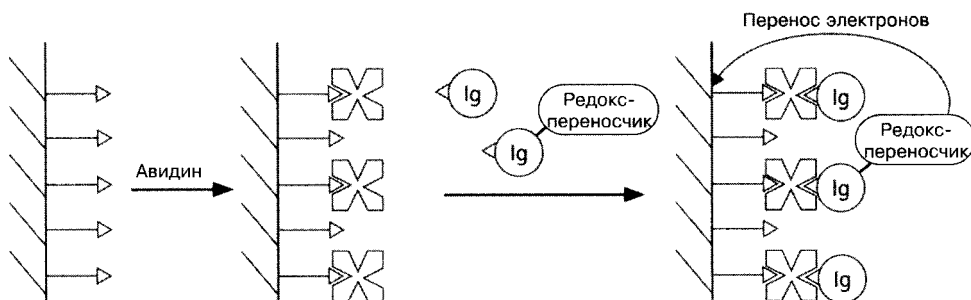 Перенос электронов
Ig
Редокс-
переносчик
Ig
Авидин
Ig
Редокс-
переносчик
Ig
Ig